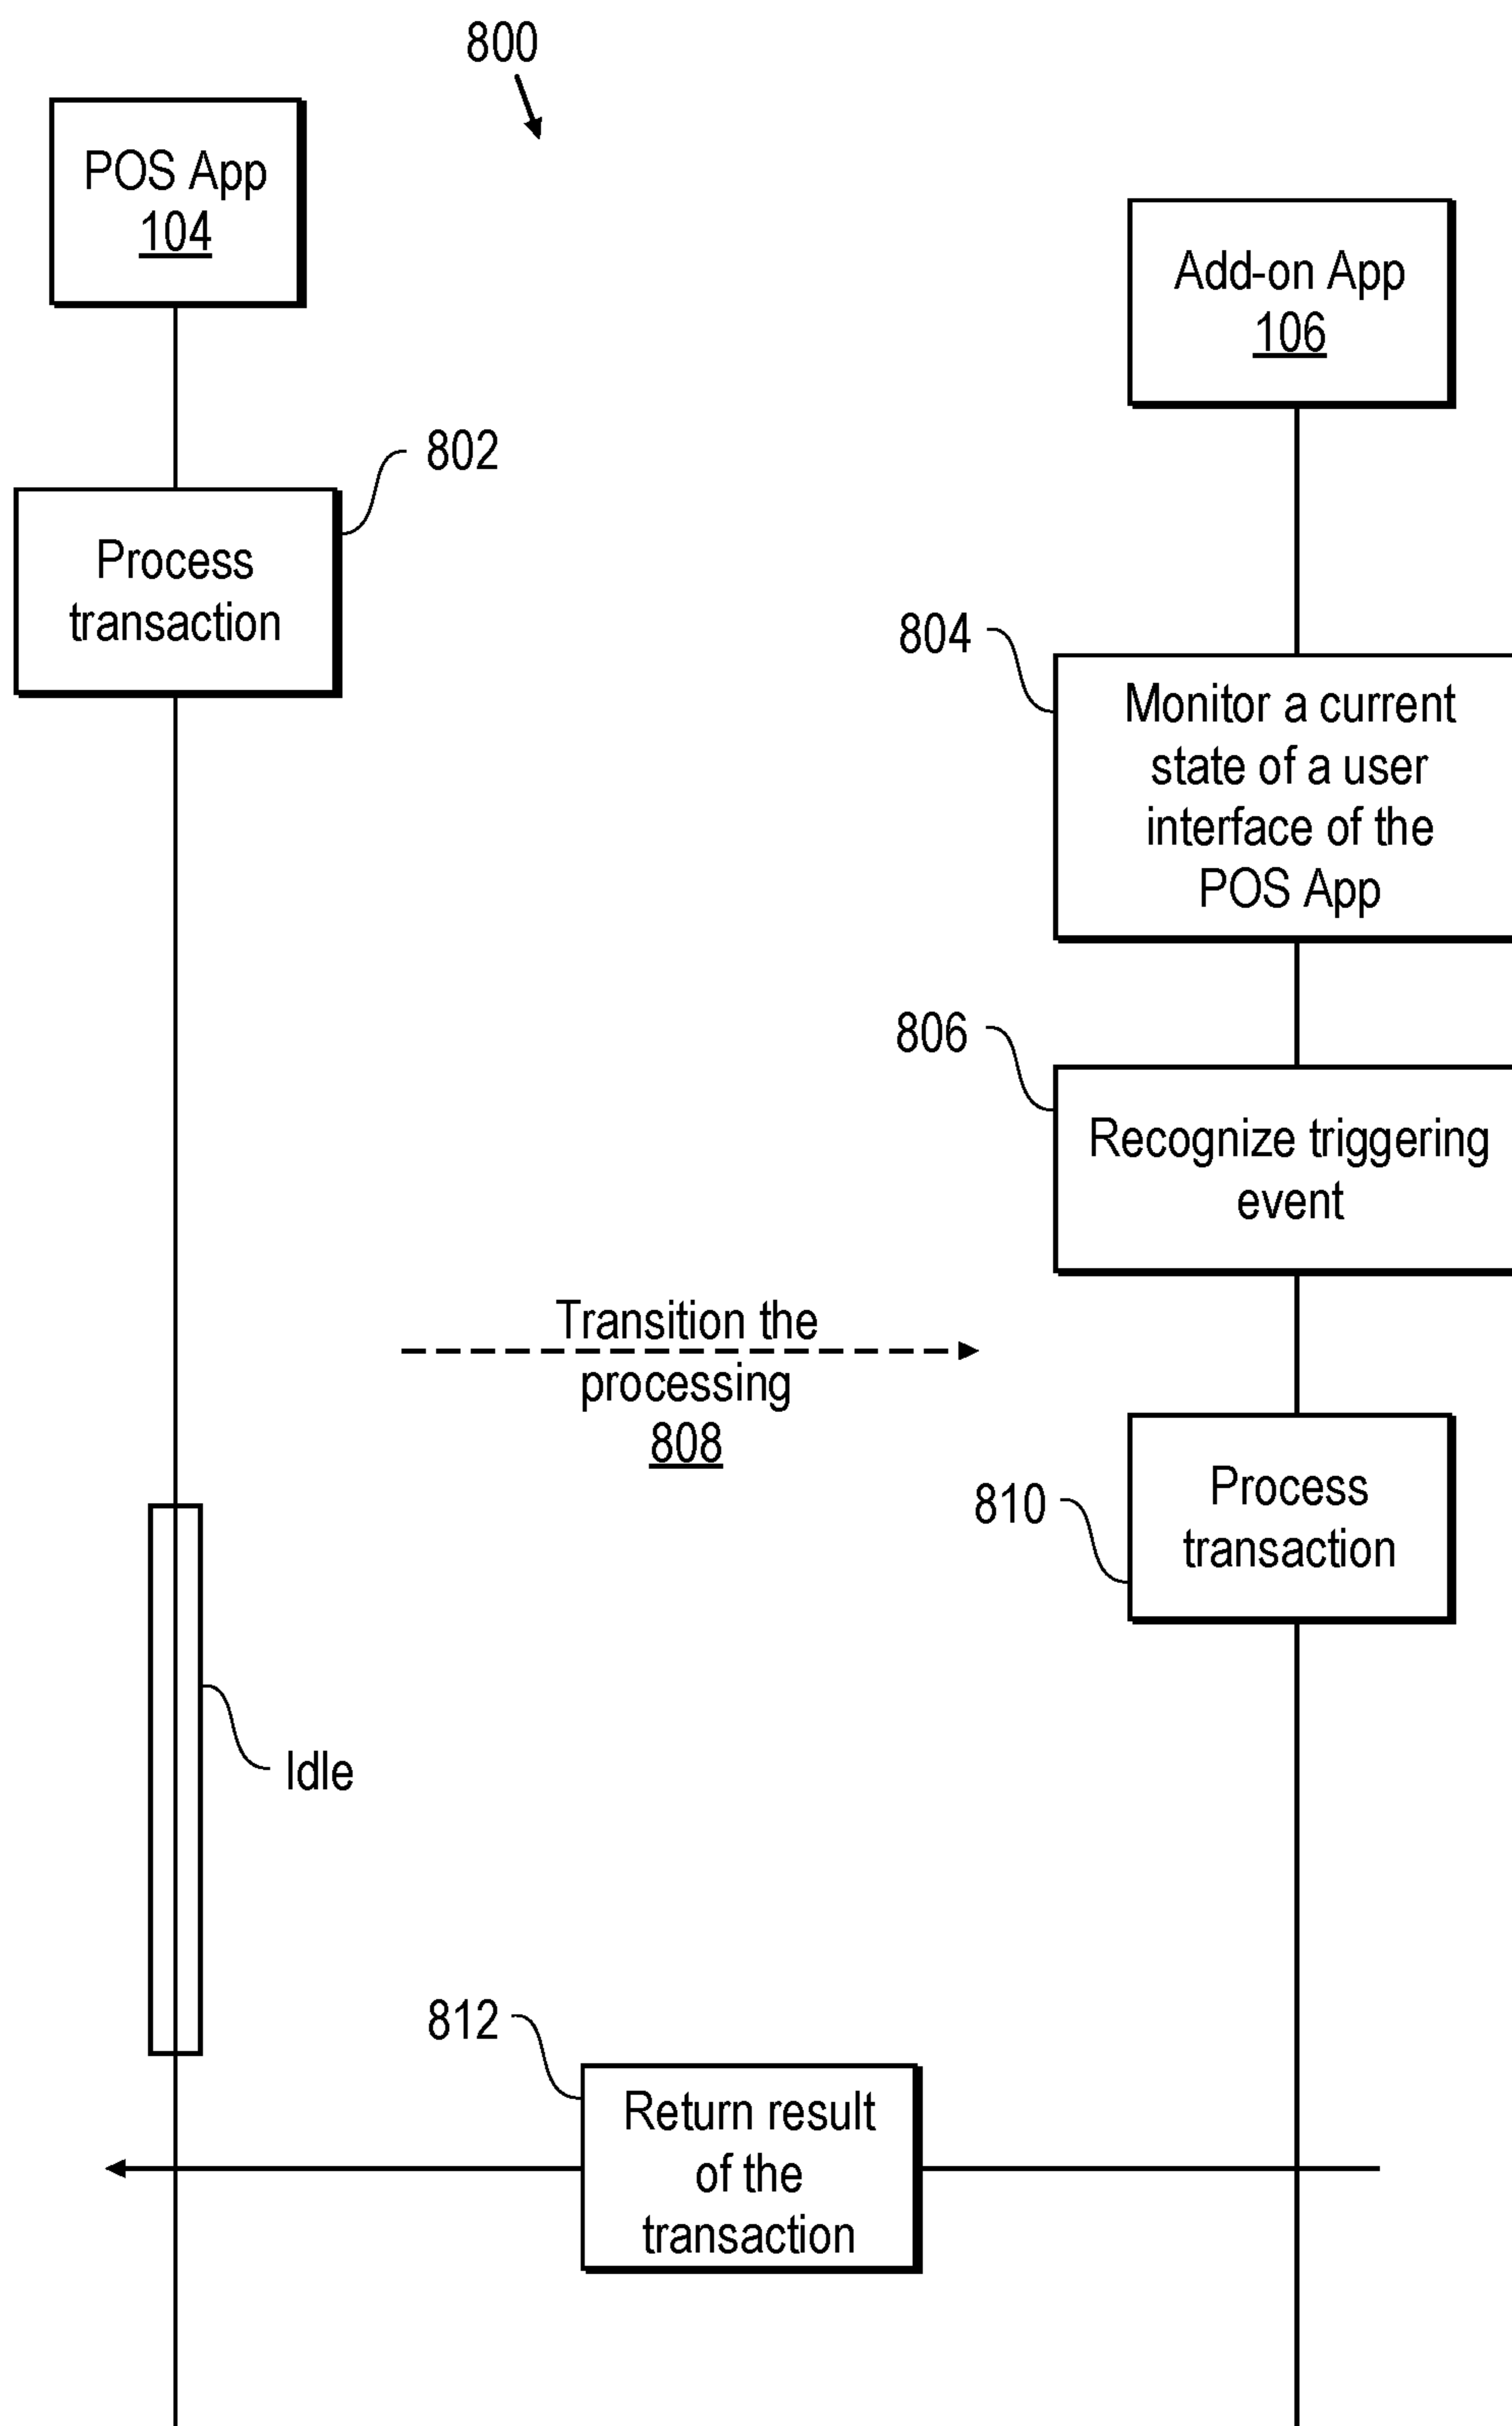 800
POS App
104
Add-on App
106
802
Process
transaction
804
Monitor a current
state of a user
interface of the
POS App
806
Recognize triggering
event
Transition the
processing
808
810
Process
transaction
Idle
812
Return result
of the
transaction